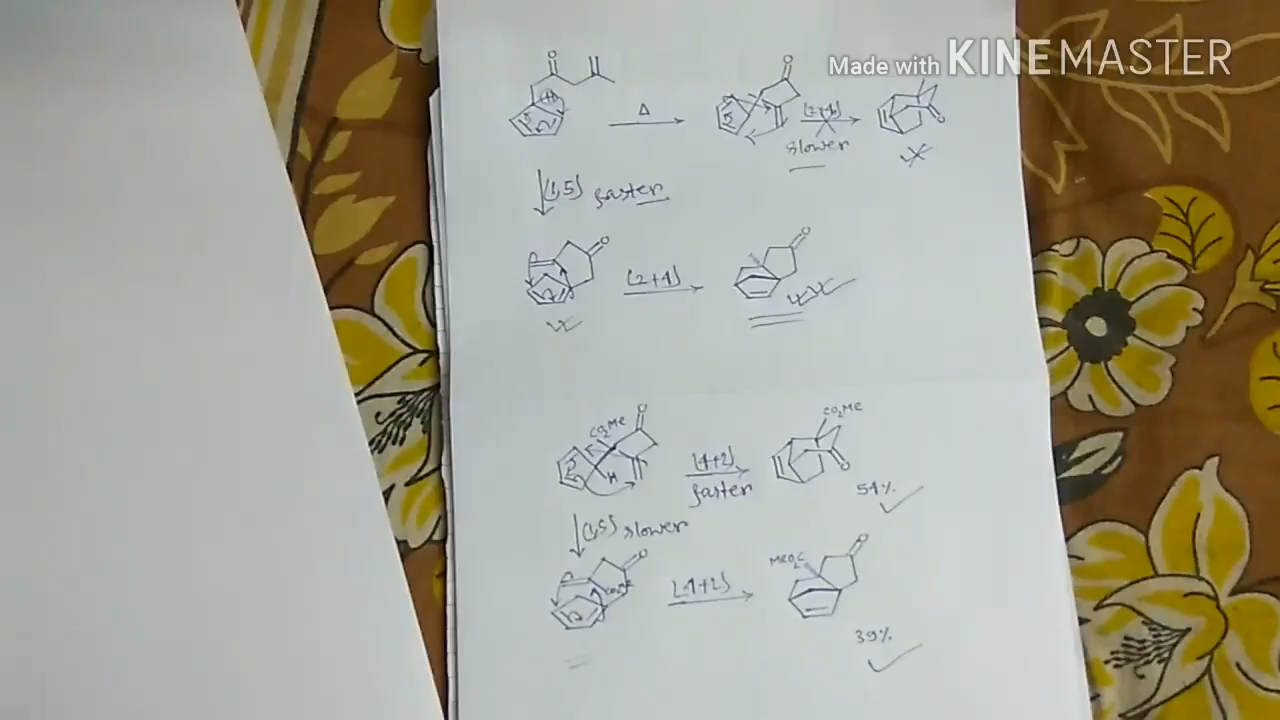 Made with KINEMASTER
O
O
O
Δ
(2+4)
slower
(1,5) faster
O
(2+4)
O
CO2Me
O
H
(4+2)
faster
CO2Me
O
54%
(1,5) slower
O
CO2Me
(4+2)
MeO2C
O
39%